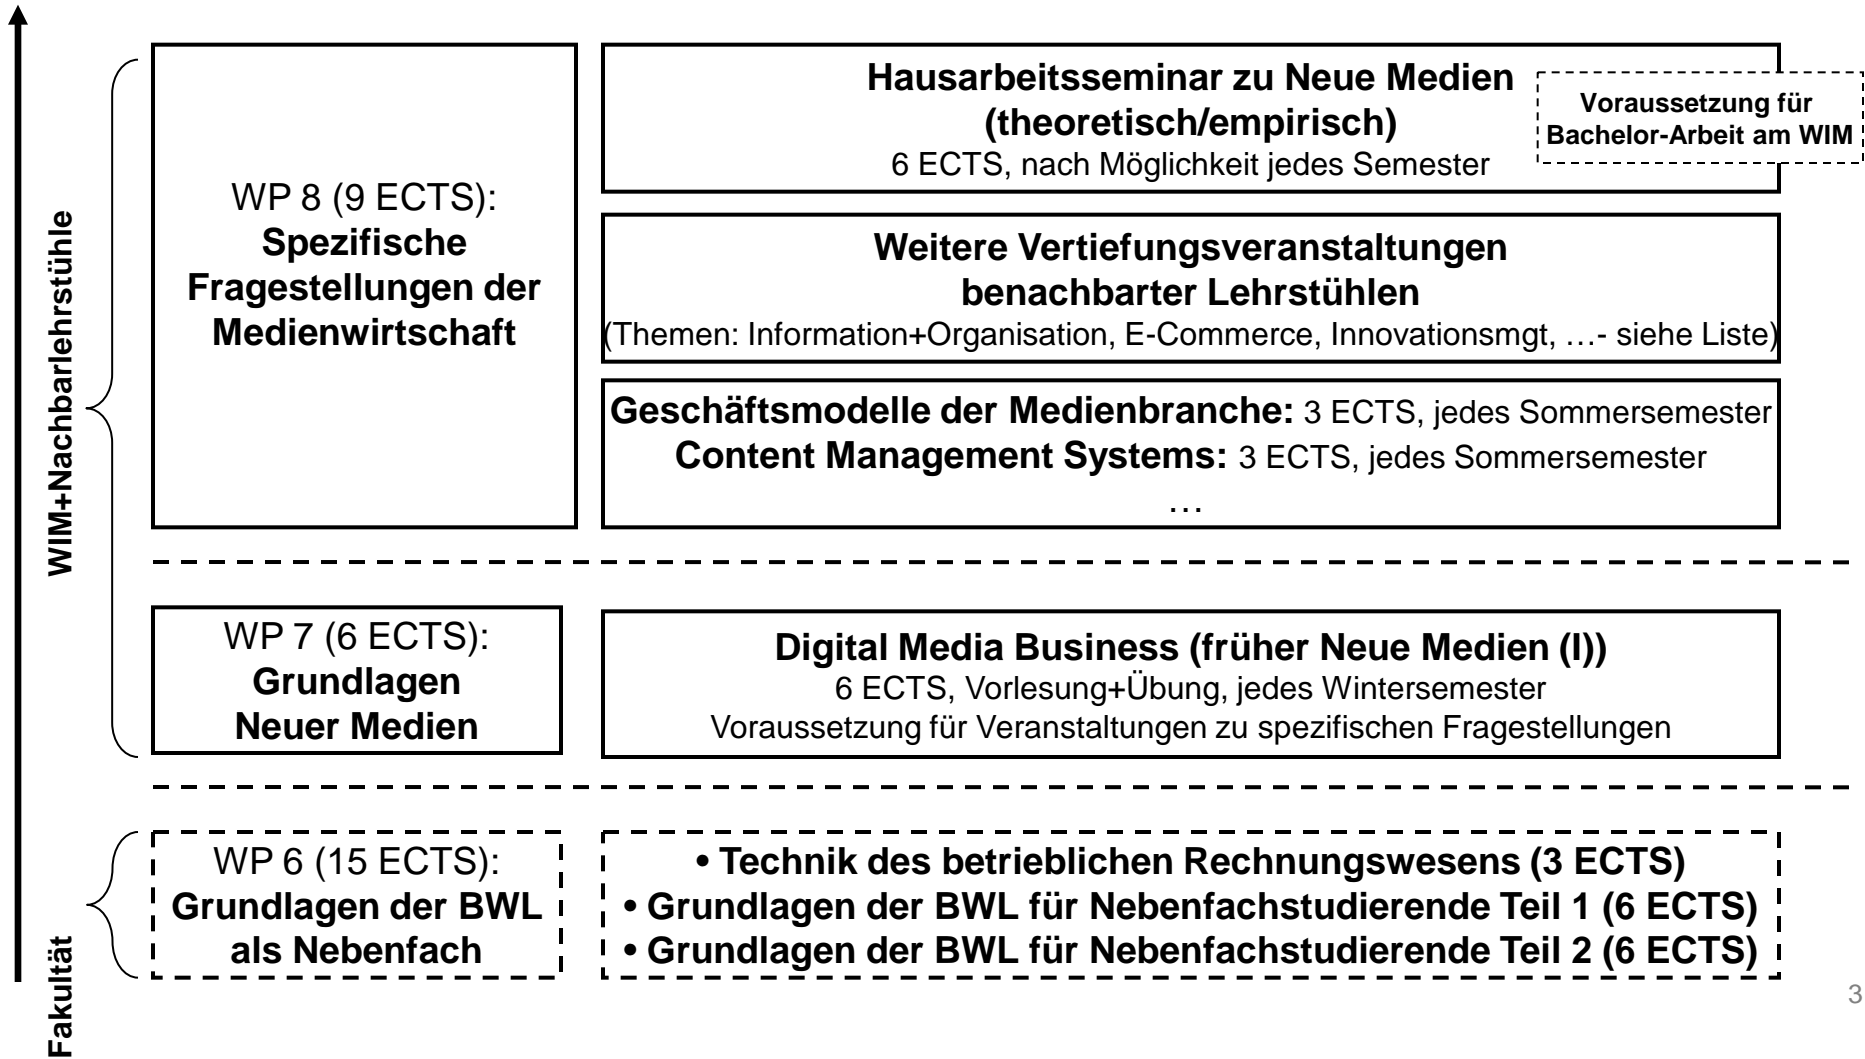 WIM+Nachbarlehrstühle
WP 8 (9 ECTS):
Spezifische
Fragestellungen der
Medienwirtschaft
Hausarbeitsseminar zu Neue Medien
(theoretisch/empirisch)
6 ECTS, nach Möglichkeit jedes Semester
Voraussetzung für
Bachelor-Arbeit am WIM
Weitere Vertiefungsveranstaltungen
benachbarter Lehrstühlen
(Themen: Information+Organisation, E-Commerce, Innovationsmgt, …- siehe Liste)
Geschäftsmodelle der Medienbranche: 3 ECTS, jedes Sommersemester
Content Management Systems: 3 ECTS, jedes Sommersemester
…
WP 7 (6 ECTS):
Grundlagen
Neuer Medien
Digital Media Business (früher Neue Medien (I))
6 ECTS, Vorlesung+Übung, jedes Wintersemester
Voraussetzung für Veranstaltungen zu spezifischen Fragestellungen
Fakultät
WP 6 (15 ECTS):
Grundlagen der BWL
als Nebenfach
• Technik des betrieblichen Rechnungswesens (3 ECTS)
• Grundlagen der BWL für Nebenfachstudierende Teil 1 (6 ECTS)
• Grundlagen der BWL für Nebenfachstudierende Teil 2 (6 ECTS)
3